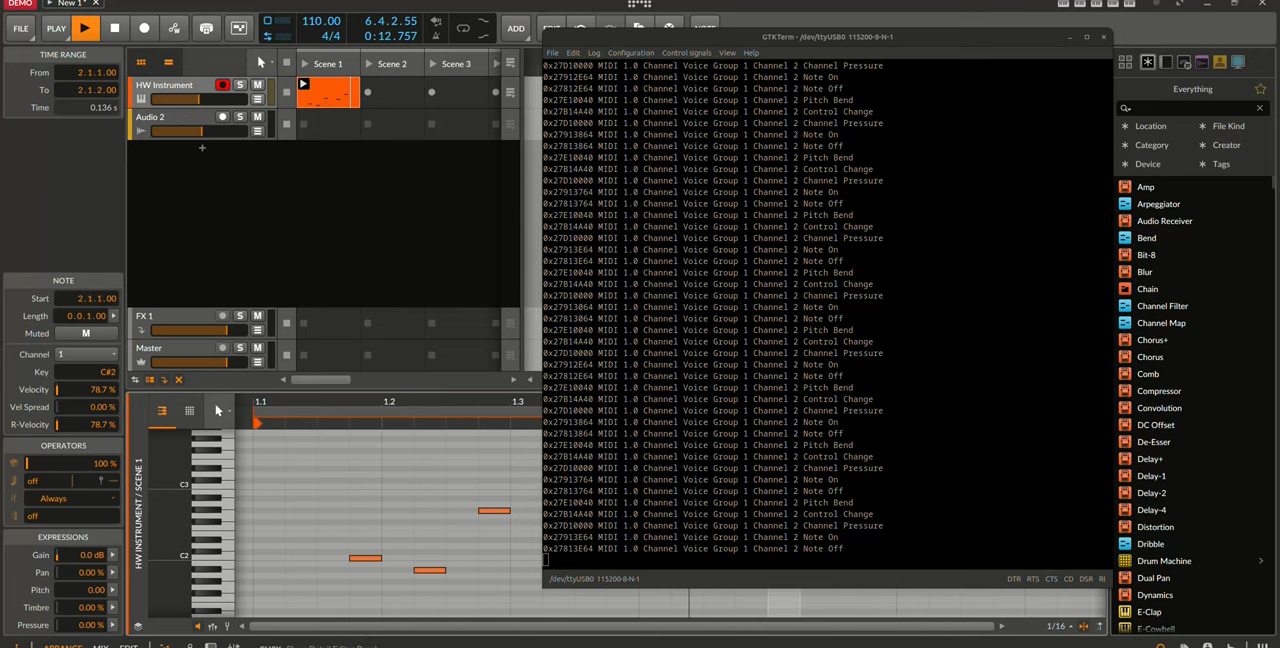 DEMO New 1 ×
FILE PLAY 110.00 4/4 6.4.2.55 0:12.757 ADD
TIME RANGE
From 2.1.1.00
To 2.1.2.00
Time 0.136 s
Scene 1 Scene 2 Scene 3
HW Instrument S M
Audio 2 S M
+
FX 1 S M
Master S M
NOTE
Start 2.1.1.00
Length 0.0.1.00
Muted M
Channel 1
Key C#2
Velocity 78.7 %
Vel Spread 0.00 %
R-Velocity 78.7 %
OPERATORS
100 %
off
Always
off
EXPRESSIONS
Gain 0.0 dB
Pan 0.00 %
Pitch 0.00
Timbre 0.00 %
Pressure 0.00 %
HW INSTRUMENT / SCENE 1
1.1 1.2 1.3
C3
C2
1/16
GTKTerm - /dev/ttyUSB0 115200-8-N-1
File Edit Log Configuration Control signals View Help
0x27D10000 MIDI 1.0 Channel Voice Group 1 Channel 2 Channel Pressure
0x27912E64 MIDI 1.0 Channel Voice Group 1 Channel 2 Note On
0x27812E64 MIDI 1.0 Channel Voice Group 1 Channel 2 Note Off
0x27E10040 MIDI 1.0 Channel Voice Group 1 Channel 2 Pitch Bend
0x27B14A40 MIDI 1.0 Channel Voice Group 1 Channel 2 Control Change
0x27D10000 MIDI 1.0 Channel Voice Group 1 Channel 2 Channel Pressure
0x27913864 MIDI 1.0 Channel Voice Group 1 Channel 2 Note On
0x27813864 MIDI 1.0 Channel Voice Group 1 Channel 2 Note Off
0x27E10040 MIDI 1.0 Channel Voice Group 1 Channel 2 Pitch Bend
0x27B14A40 MIDI 1.0 Channel Voice Group 1 Channel 2 Control Change
0x27D10000 MIDI 1.0 Channel Voice Group 1 Channel 2 Channel Pressure
0x27913764 MIDI 1.0 Channel Voice Group 1 Channel 2 Note On
0x27813764 MIDI 1.0 Channel Voice Group 1 Channel 2 Note Off
0x27E10040 MIDI 1.0 Channel Voice Group 1 Channel 2 Pitch Bend
0x27B14A40 MIDI 1.0 Channel Voice Group 1 Channel 2 Control Change
0x27D10000 MIDI 1.0 Channel Voice Group 1 Channel 2 Channel Pressure
0x27913E64 MIDI 1.0 Channel Voice Group 1 Channel 2 Note On
0x27813E64 MIDI 1.0 Channel Voice Group 1 Channel 2 Note Off
0x27E10040 MIDI 1.0 Channel Voice Group 1 Channel 2 Pitch Bend
0x27B14A40 MIDI 1.0 Channel Voice Group 1 Channel 2 Control Change
0x27D10000 MIDI 1.0 Channel Voice Group 1 Channel 2 Channel Pressure
0x27913064 MIDI 1.0 Channel Voice Group 1 Channel 2 Note On
0x27813064 MIDI 1.0 Channel Voice Group 1 Channel 2 Note Off
0x27E10040 MIDI 1.0 Channel Voice Group 1 Channel 2 Pitch Bend
0x27B14A40 MIDI 1.0 Channel Voice Group 1 Channel 2 Control Change
0x27D10000 MIDI 1.0 Channel Voice Group 1 Channel 2 Channel Pressure
0x27912E64 MIDI 1.0 Channel Voice Group 1 Channel 2 Note On
0x27812E64 MIDI 1.0 Channel Voice Group 1 Channel 2 Note Off
0x27E10040 MIDI 1.0 Channel Voice Group 1 Channel 2 Pitch Bend
0x27B14A40 MIDI 1.0 Channel Voice Group 1 Channel 2 Control Change
0x27D10000 MIDI 1.0 Channel Voice Group 1 Channel 2 Channel Pressure
0x27913864 MIDI 1.0 Channel Voice Group 1 Channel 2 Note On
0x27813864 MIDI 1.0 Channel Voice Group 1 Channel 2 Note Off
0x27E10040 MIDI 1.0 Channel Voice Group 1 Channel 2 Pitch Bend
0x27B14A40 MIDI 1.0 Channel Voice Group 1 Channel 2 Control Change
0x27D10000 MIDI 1.0 Channel Voice Group 1 Channel 2 Channel Pressure
0x27913764 MIDI 1.0 Channel Voice Group 1 Channel 2 Note On
0x27813764 MIDI 1.0 Channel Voice Group 1 Channel 2 Note Off
0x27E10040 MIDI 1.0 Channel Voice Group 1 Channel 2 Pitch Bend
0x27B14A40 MIDI 1.0 Channel Voice Group 1 Channel 2 Control Change
0x27D10000 MIDI 1.0 Channel Voice Group 1 Channel 2 Channel Pressure
0x27913E64 MIDI 1.0 Channel Voice Group 1 Channel 2 Note On
0x27813E64 MIDI 1.0 Channel Voice Group 1 Channel 2 Note Off
/dev/ttyUSB0 115200-8-N-1 DTR RTS CTS CD DSR RI
Everything
Location File Kind
Category Creator
Device Tags
Amp
Arpeggiator
Audio Receiver
Bend
Bit-8
Blur
Chain
Channel Filter
Channel Map
Chorus+
Chorus
Comb
Compressor
Convolution
DC Offset
De-Esser
Delay+
Delay-1
Delay-2
Delay-4
Distortion
Dribble
Drum Machine
Dual Pan
Dynamics
E-Clap
E-Cowbell
ARRANGE MIX EDIT